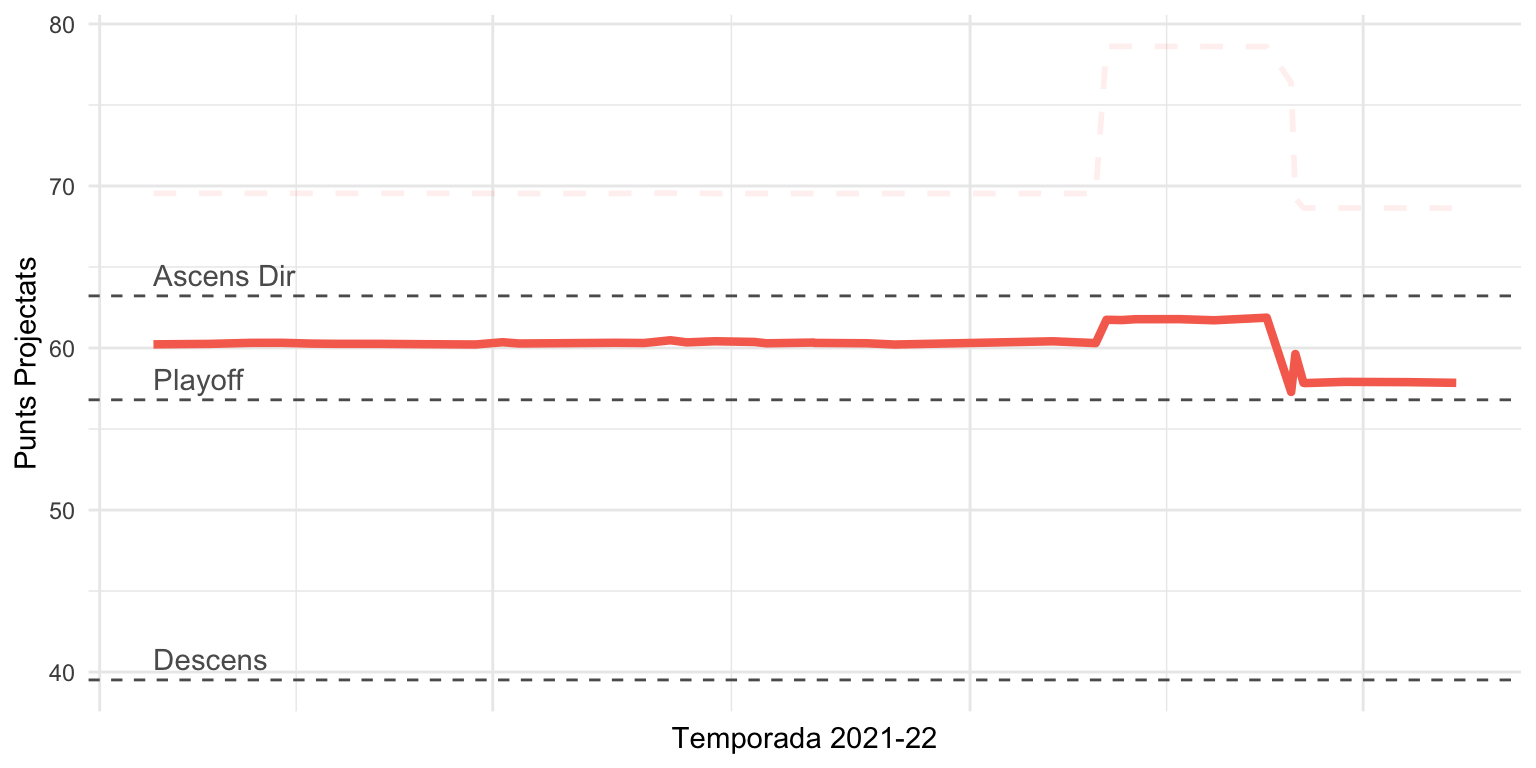 80
70
60
50
40
Punts Projectats
Ascens Dir
Playoff
Descens
Temporada 2021-22